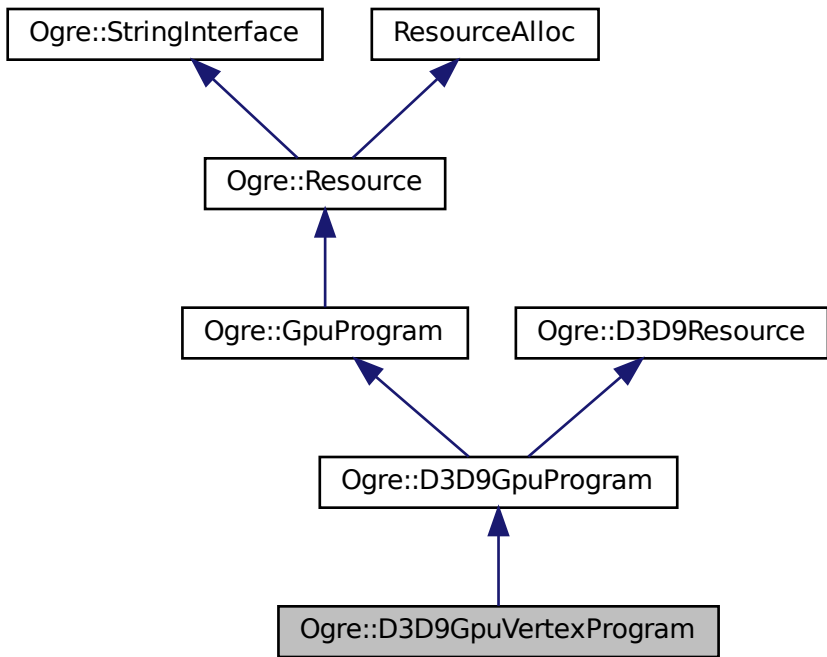 Ogre::StringInterface
ResourceAlloc
Ogre::Resource
Ogre::GpuProgram
Ogre::D3D9Resource
Ogre::D3D9GpuProgram
Ogre::D3D9GpuVertexProgram